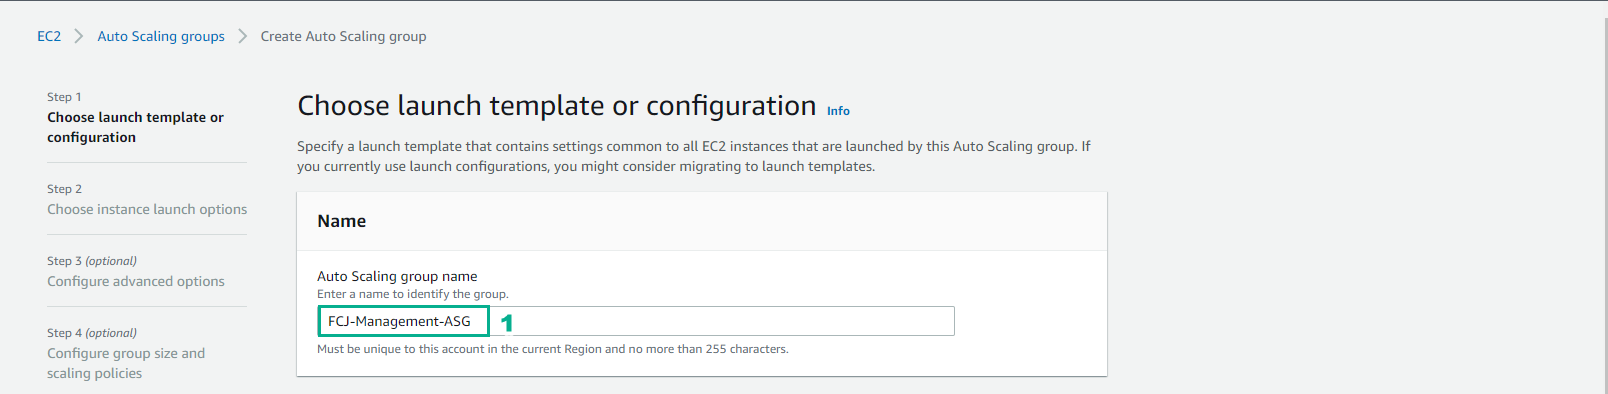 EC2 > Auto Scaling groups > Create Auto Scaling group
Step 1
Choose launch template or
configuration
Step 2
Choose instance launch options
Step 3 (optional)
Configure advanced options
Step 4 (optional)
Configure group size and
scaling policies
Choose launch template or configuration Info
Specify a launch template that contains settings common to all EC2 instances that are launched by this Auto Scaling group. If
you currently use launch configurations, you might consider migrating to launch templates.
Name
Auto Scaling group name
Enter a name to identify the group.
FCJ-Management-ASG 1
Must be unique to this account in the current Region and no more than 255 characters.